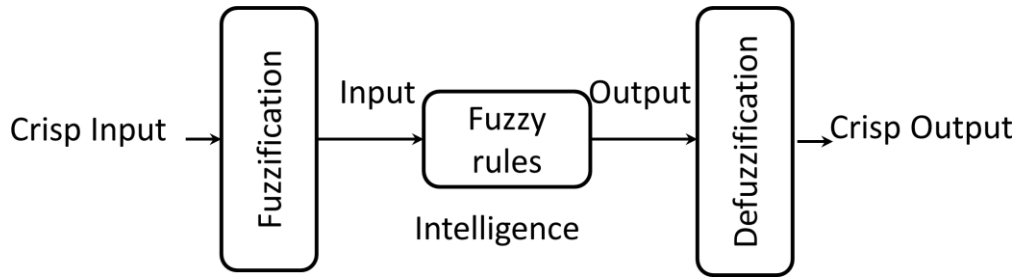 Crisp Input
Fuzzification
Input
Fuzzy
rules
Intelligence
Output
Defuzzification
Crisp Output